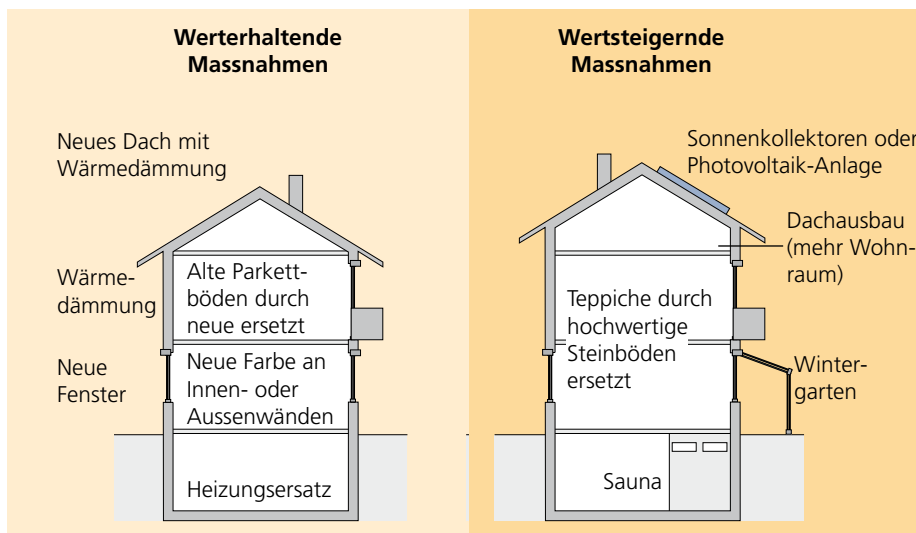 Werterhaltende
Massnahmen
Neues Dach mit
Wärmedämmung
Wärme-
dämmung
Alte Parkett-
böden durch
neue ersetzt
Neue
Fenster
Neue Farbe an
Innen- oder
Aussenwänden
Heizungsersatz
Wertsteigernde
Massnahmen
Sonnenkollektoren oder
Photovoltaik-Anlage
Dachausbau
(mehr Wohn-
raum)
Teppiche durch
hochwertige
Steinböden
ersetzt
Winter-
garten
Sauna